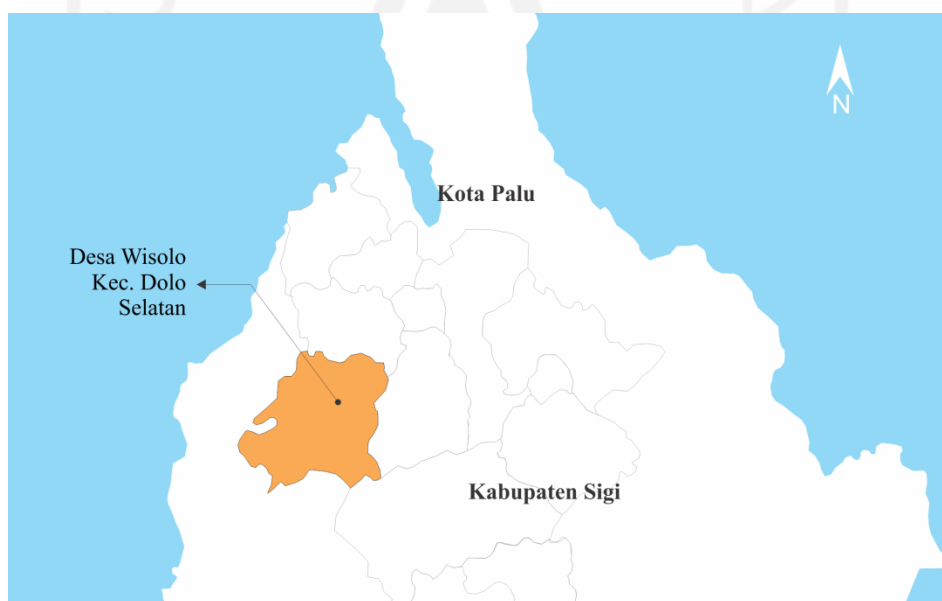 N
Kota Palu
Desa Wisolo
Kec. Dolo
Selatan
Kabupaten Sigi